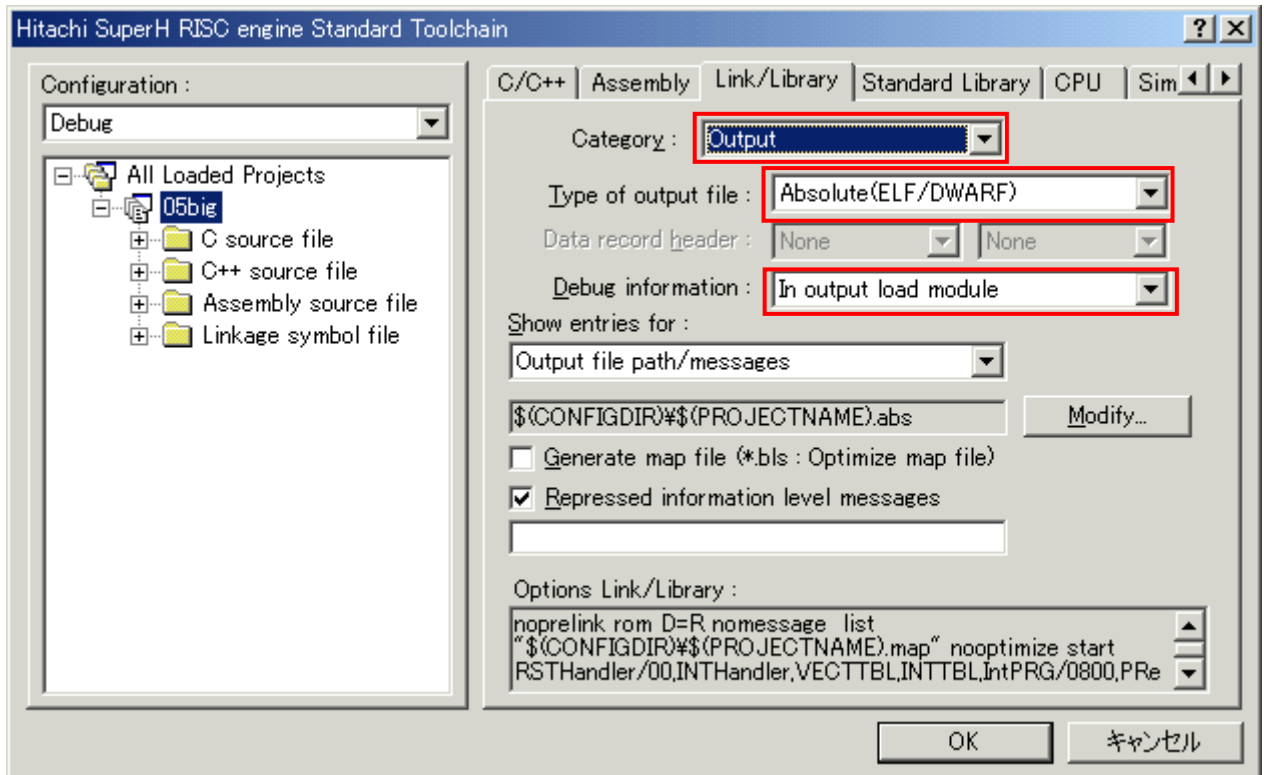 Hitachi SuperH RISC engine Standard Toolchain
Configuration :
Debug
All Loaded Projects
05big
C source file
C++ source file
Assembly source file
Linkage symbol file
C/C++ Assembly Link/Library Standard Library CPU Sim
Category : Output
Type of output file : Absolute(ELF/DWARF)
Data record header : None None
Debug information : In output load module
Show entries for :
Output file path/messages
$(CONFIGDIR)¥$(PROJECTNAME).abs Modify...
Generate map file (*.bls : Optimize map file)
Repressed information level messages
Options Link/Library :
noprelink rom D=R nomessage list
"$(CONFIGDIR)¥$(PROJECTNAME).map" nooptimize start
RSTHandler/00,INTHandler,VECTTBL,INTTBL,IntPRG/0800,PRe
OK キャンセル